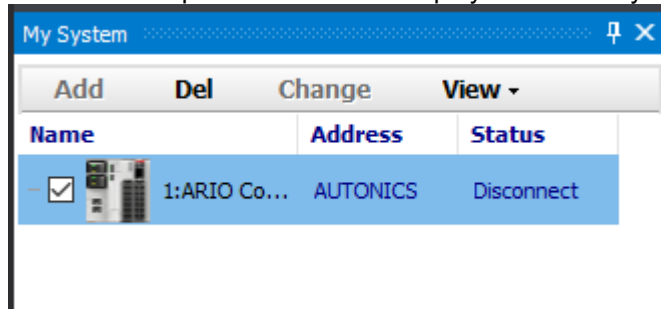 My System
Add Del Change View
Name Address Status
1:ARIO Co... AUTONICS Disconnect